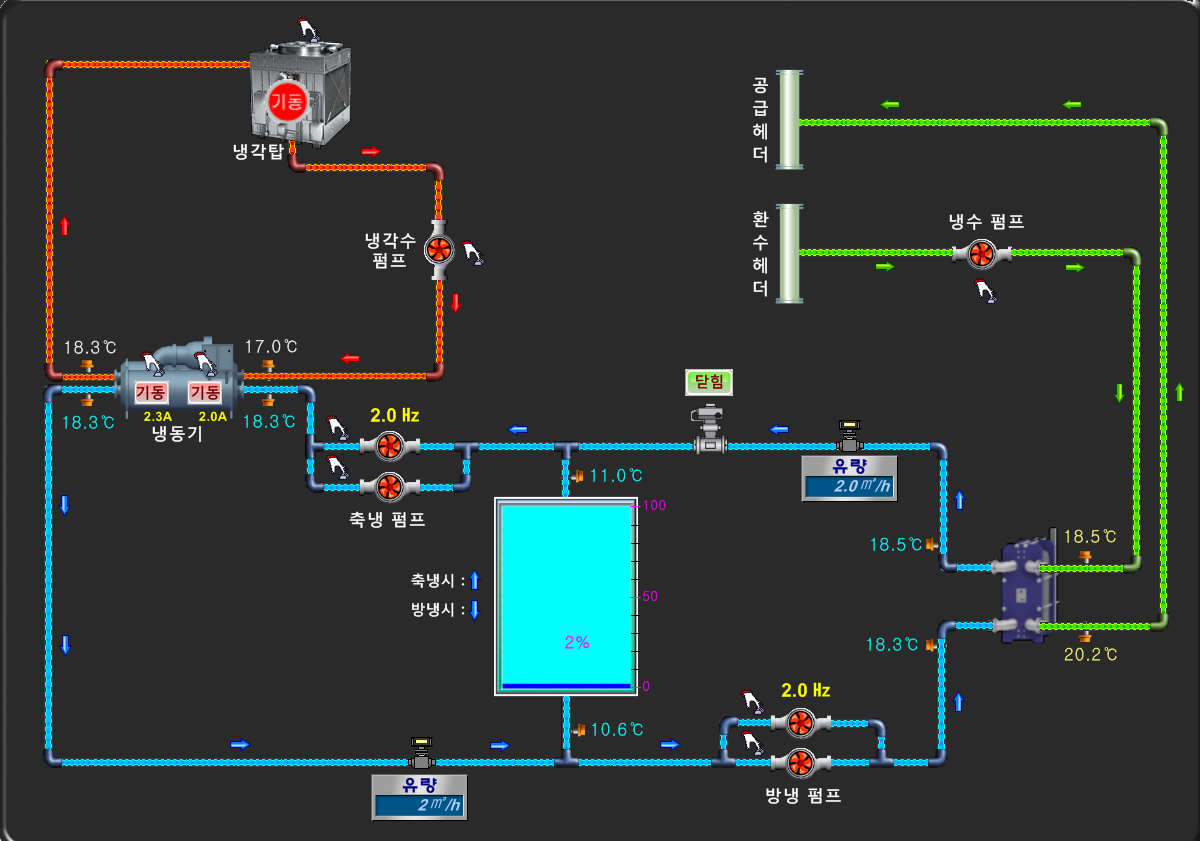 기동
냉각탑
공급헤더
냉각수
펌프
환수헤더
냉수 펌프
18.3℃
17.0℃
기동
기동
2.3A
2.0A
18.3℃
18.3℃
냉동기
2.0 Hz
축냉 펌프
닫힘
유량
2.0 m³/h
11.0℃
100
50
0
2%
축냉시 :
방냉시 :
18.5℃
18.5℃
18.3℃
20.2℃
10.6℃
2.0 Hz
방냉 펌프
유량
2 m³/h